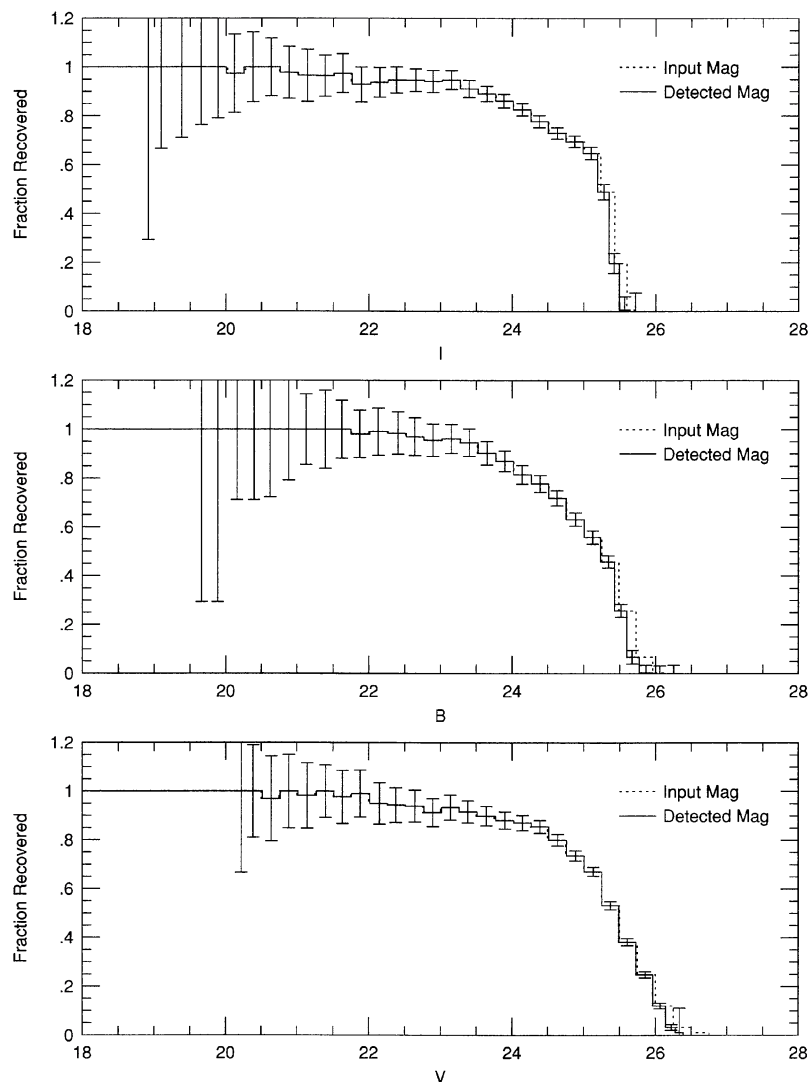 1.2
1
.8
.6
.4
.2
0
Fraction Recovered
Input Mag
Detected Mag
18 20 22 24 26 28
I
1.2
1
.8
.6
.4
.2
0
Fraction Recovered
Input Mag
Detected Mag
18 20 22 24 26 28
B
1.2
1
.8
.6
.4
.2
0
Fraction Recovered
Input Mag
Detected Mag
18 20 22 24 26 28
V